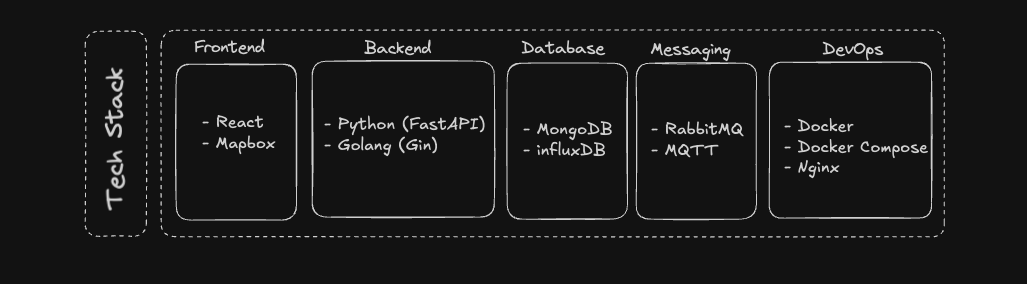 Tech Stack
Frontend
- React
- Mapbox
Backend
- Python (FastAPI)
- Golang (Gin)
Database
- MongoDB
- influxDB
Messaging
- RabbitMQ
- MQTT
DevOps
- Docker
- Docker Compose
- Nginx